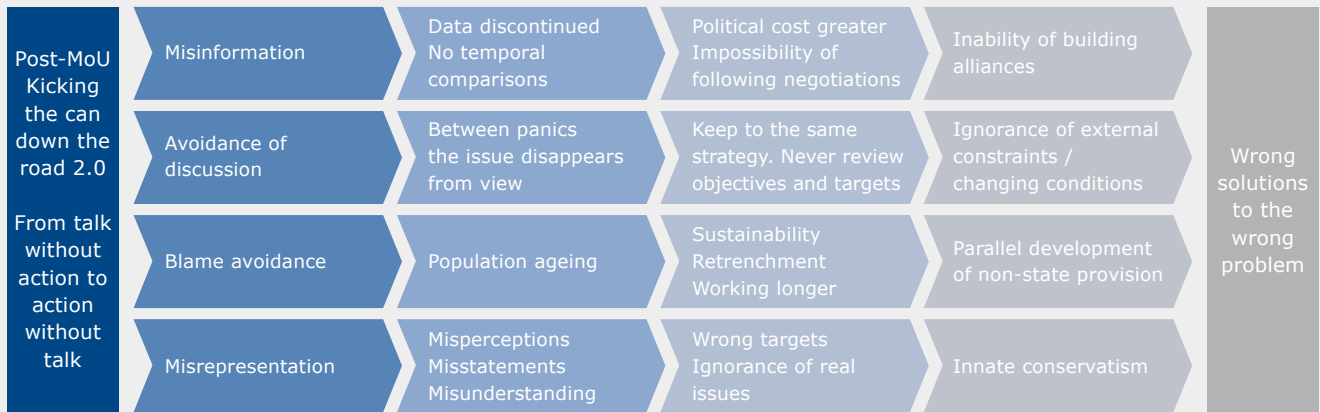 Post-MoU
Kicking
the can
down the
road 2.0
From talk
without
action to
action
without
talk
Misinformation
Data discontinued
No temporal
comparisons
Political cost greater
Impossibility of
following negotiations
Inability of building
alliances
Avoidance of
discussion
Between panics
the issue disappears
from view
Keep to the same
strategy. Never review
objectives and targets
Ignorance of external
constraints /
changing conditions
Blame avoidance
Population ageing
Sustainability
Retrenchment
Working longer
Parallel development
of non-state provision
Misrepresentation
Misperceptions
Misstatements
Misunderstanding
Wrong targets
Ignorance of real
issues
Innate conservatism
Wrong
solutions
to the
wrong
problem